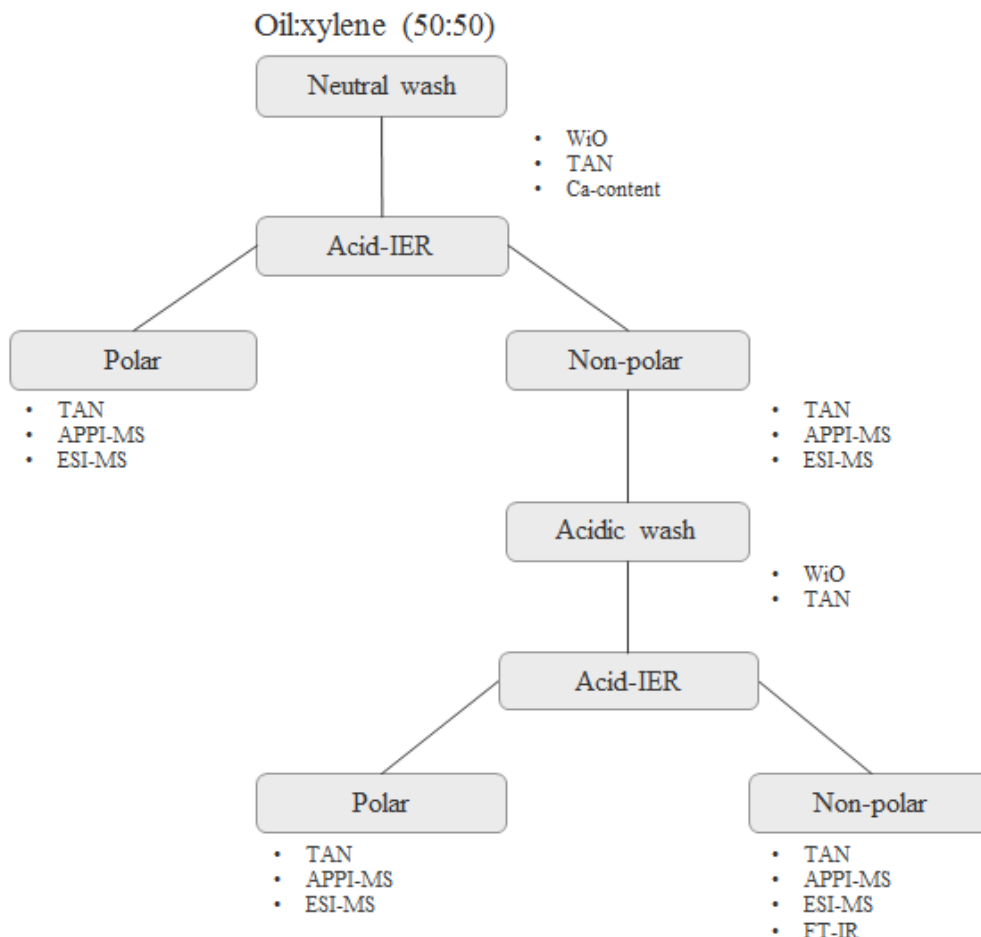 Oil:xylene (50:50)
Neutral wash
• WiO
• TAN
• Ca-content
Acid-IER
Polar
• TAN
• APPI-MS
• ESI-MS
Non-polar
• TAN
• APPI-MS
• ESI-MS
Acidic wash
• WiO
• TAN
Acid-IER
Polar
• TAN
• APPI-MS
• ESI-MS
Non-polar
• TAN
• APPI-MS
• ESI-MS
• FT-IR